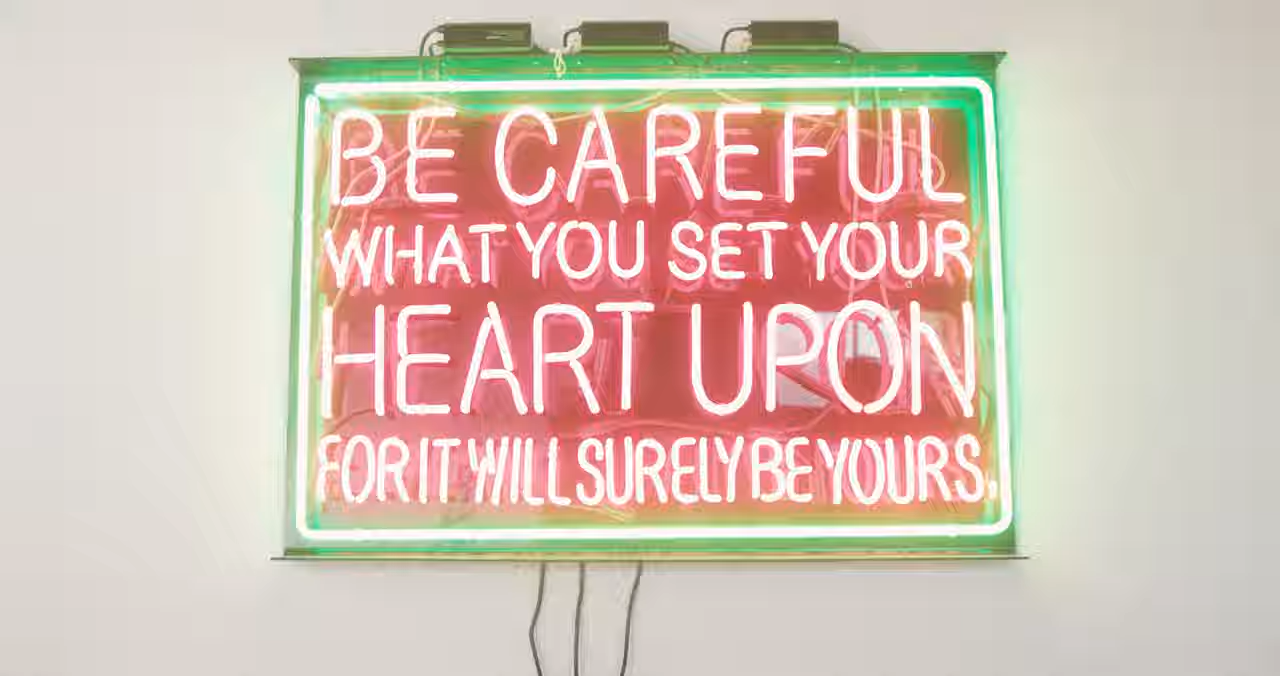 BE CAREFUL
WHAT YOU SET YOUR
HEART UPON
FOR IT WILL SURELY BE YOURS.